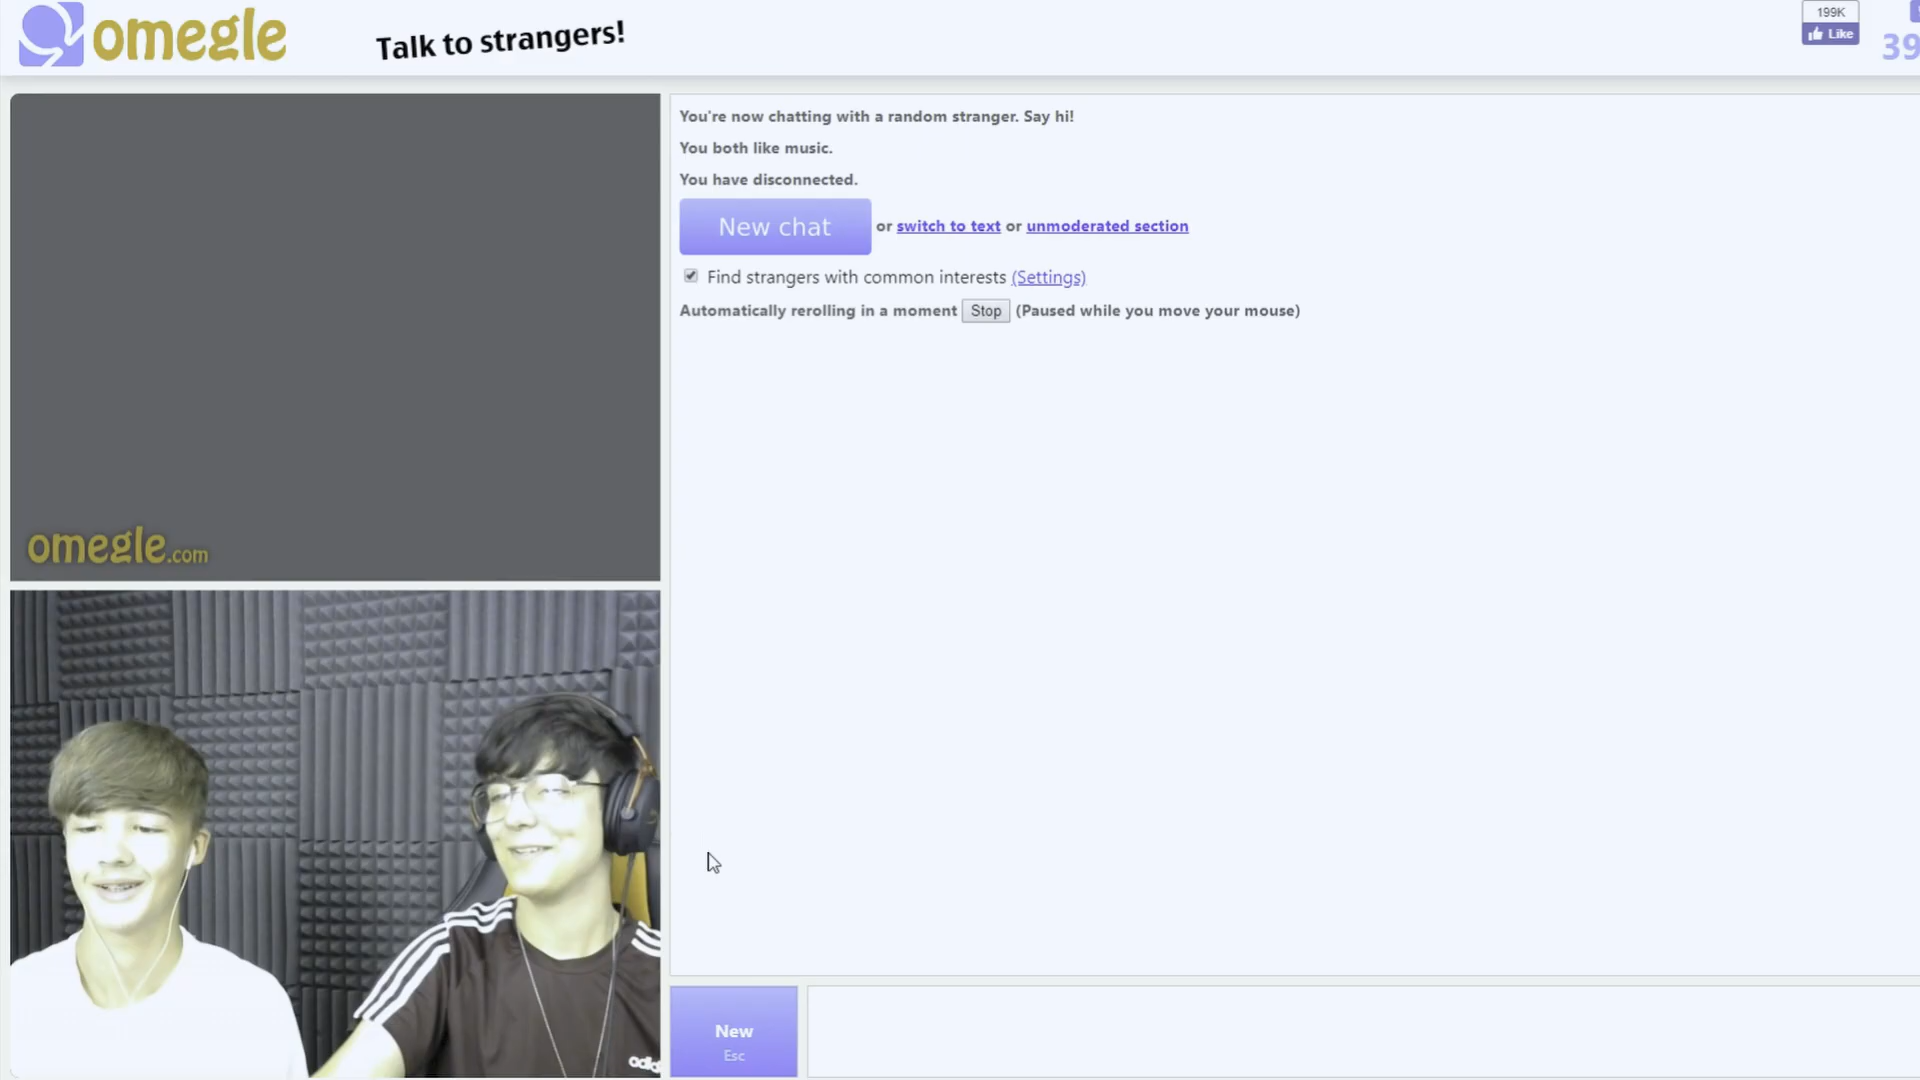 omegle
Talk to strangers!
199K
Like
39
You're now chatting with a random stranger. Say hi!
You both like music.
You have disconnected.
New chat or switch to text or unmoderated section
Find strangers with common interests (Settings)
Automatically rerolling in a moment Stop (Paused while you move your mouse)
omegle.com
New
Esc